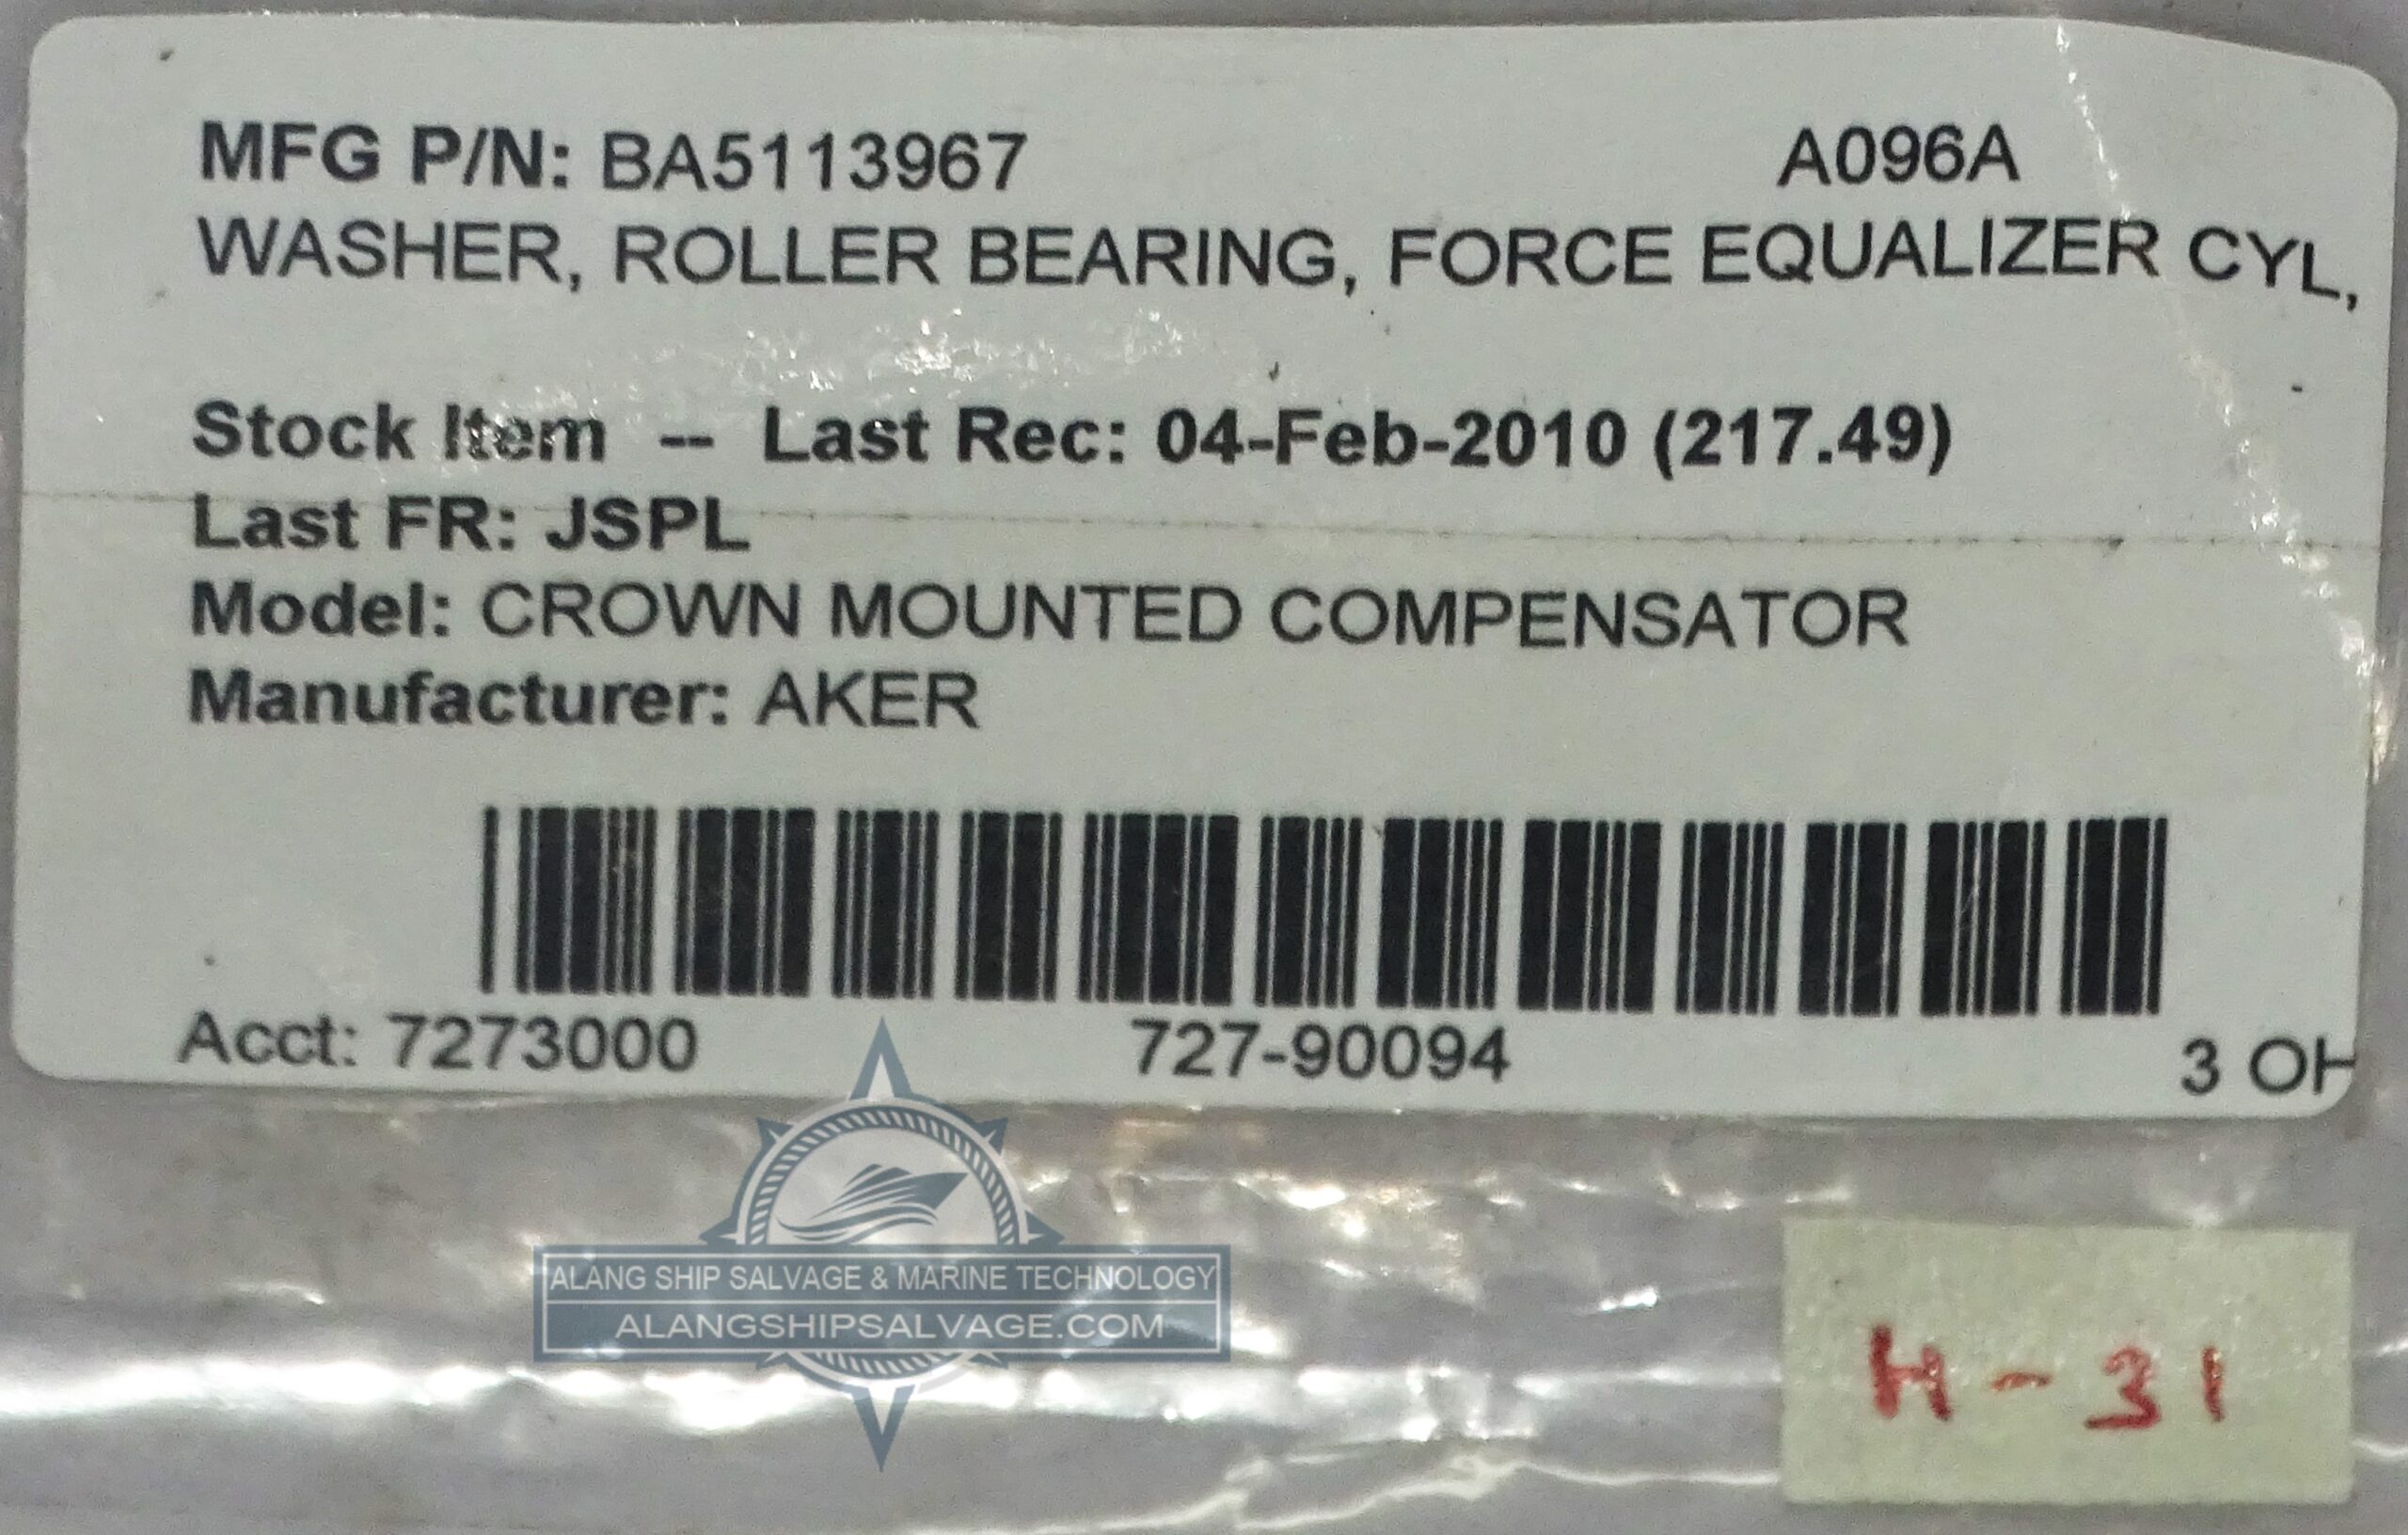 MFG P/N: BA5113967 A096A
WASHER, ROLLER BEARING, FORCE EQUALIZER CYL,
Stock Item -- Last Rec: 04-Feb-2010 (217.49)
Last FR: JSPL
Model: CROWN MOUNTED COMPENSATOR
Manufacturer: AKER
Acct: 7273000 727-90094 3 OH
ALANG SHIP SALVAGE & MARINE TECHNOLOGY
ALANGSHIPSALVAGE.COM
H-31